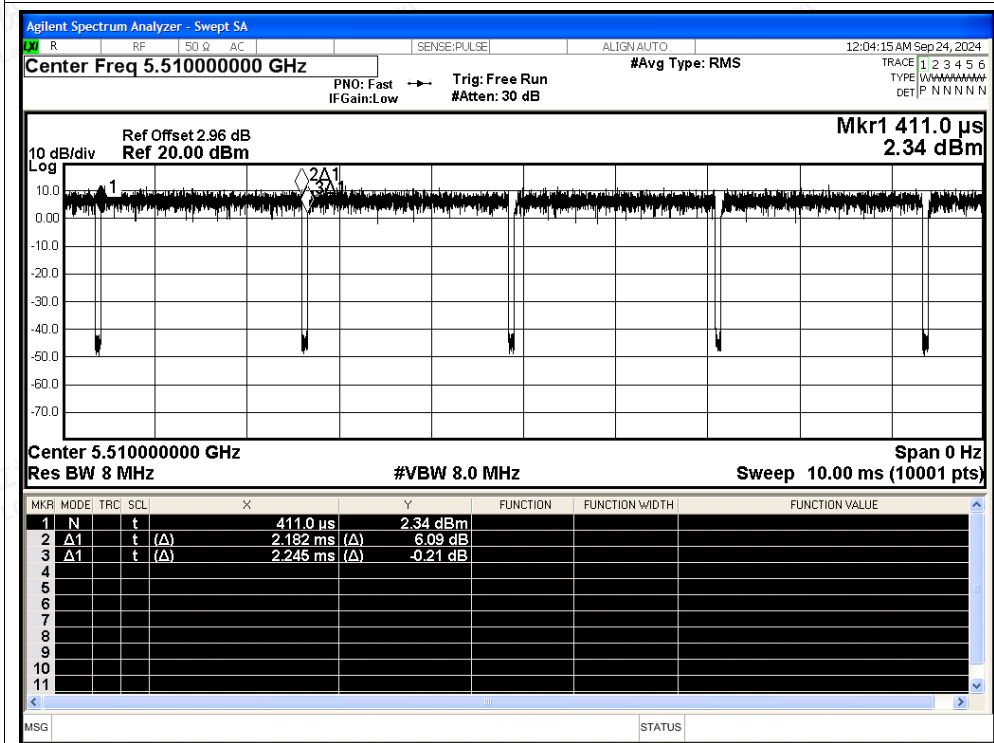 Agilent Spectrum Analyzer - Swept SA
LXI R RF 50 Ω AC SENSE:PULSE ALIGN AUTO 12:04:15 AM Sep 24, 2024
Center Freq 5.510000000 GHz #Avg Type: RMS TRACE 1 2 3 4 5 6
PNO: Fast Trig: Free Run TYPE W
IFGain:Low #Atten: 30 dB DET P N N N N N
Mkr1 411.0 µs
Ref Offset 2.96 dB
10 dB/div Ref 20.00 dBm 2.34 dBm
Log
2Δ1
3Δ1
10.0 1
0.00
-10.0
-20.0
-30.0
-40.0
-50.0
-60.0
-70.0
Center 5.510000000 GHz Span 0 Hz
Res BW 8 MHz #VBW 8.0 MHz Sweep 10.00 ms (10001 pts)
MKR MODE TRC SCL X Y FUNCTION FUNCTION WIDTH FUNCTION VALUE
1 N t 411.0 µs 2.34 dBm
2 Δ1 t (Δ) 2.182 ms (Δ) 6.09 dB
3 Δ1 t (Δ) 2.245 ms (Δ) -0.21 dB
4
5
6
7
8
9
10
11
MSG STATUS